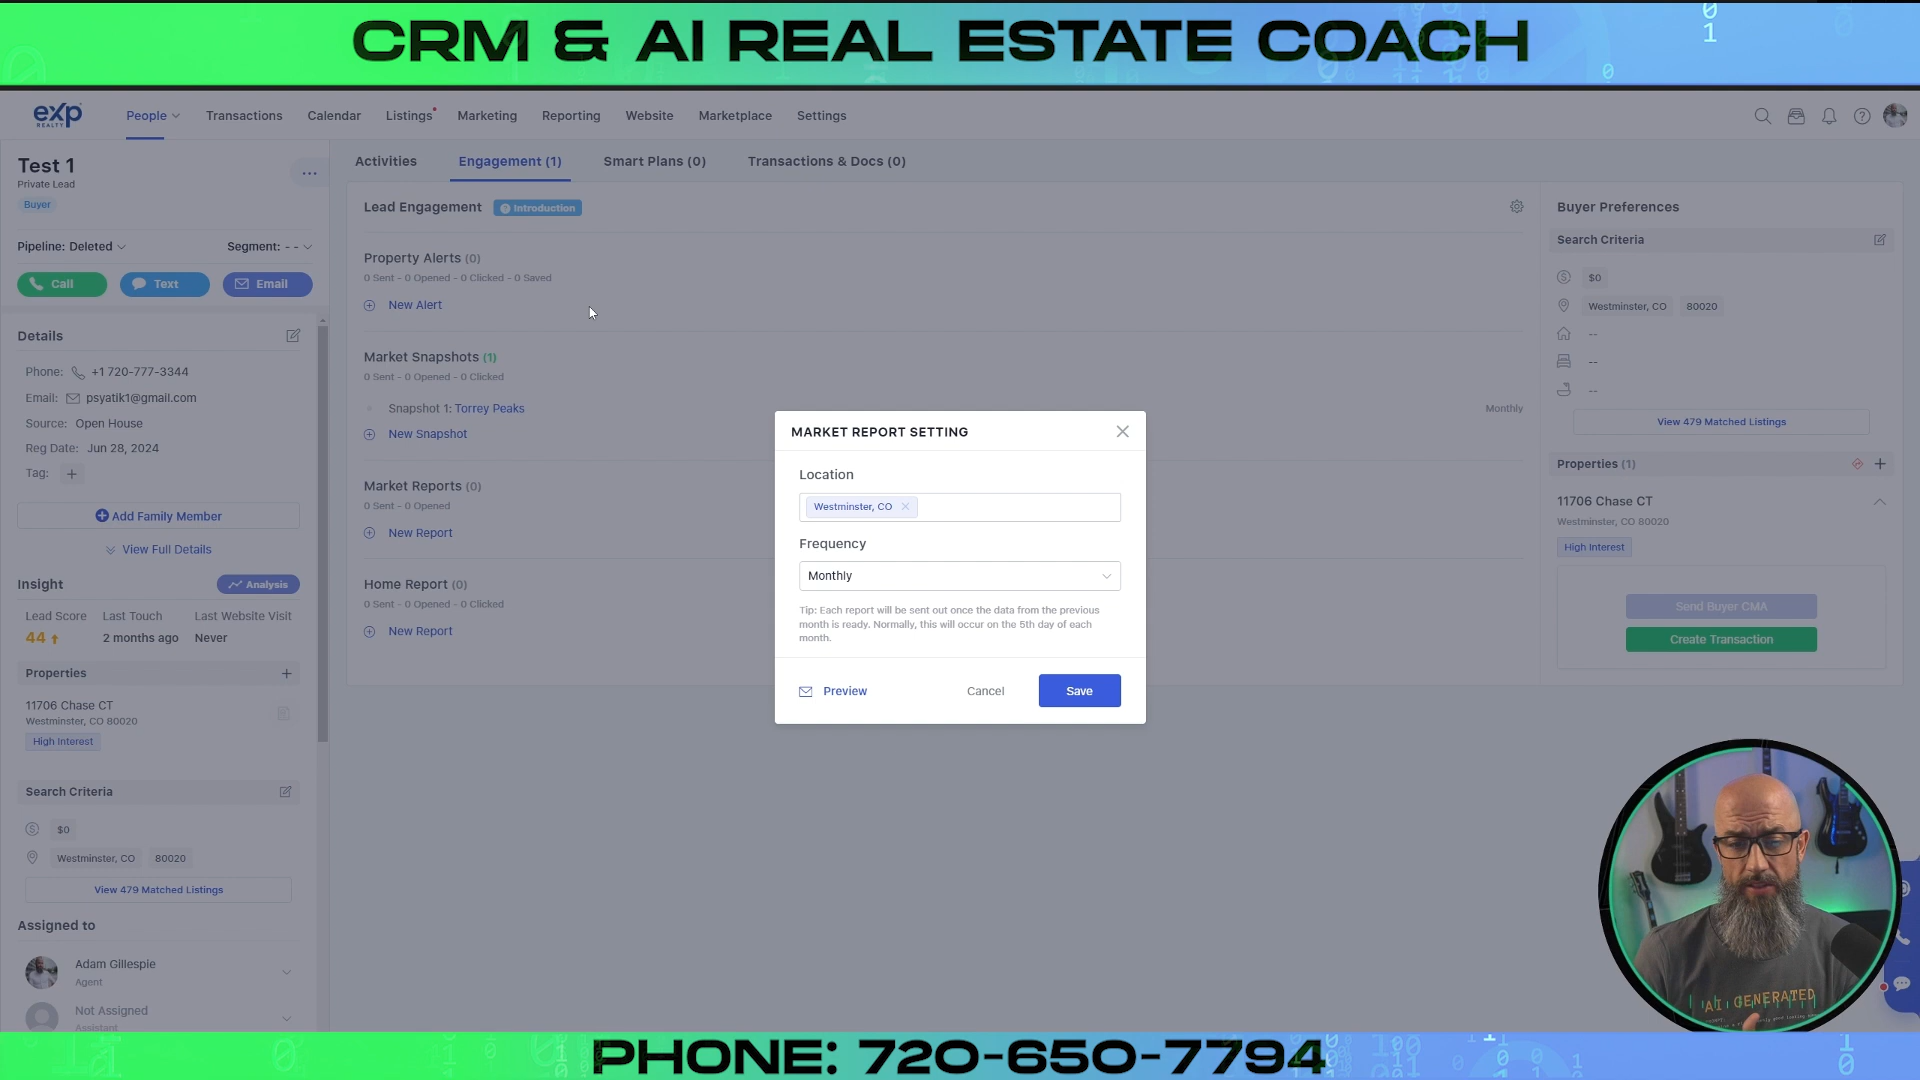 CRM & AI REAL ESTATE COACH
exp REALTY
People
Transactions
Calendar
Listings
Marketing
Reporting
Website
Marketplace
Settings
Test 1
Private Lead
Buyer
Pipeline: Deleted
Segment: - -
Call
Text
Email
Details
Phone: +1 720-777-3344
Email: psyatik1@gmail.com
Source: Open House
Reg Date: Jun 28, 2024
Tag:
Add Family Member
View Full Details
Insight
Analysis
Lead Score
Last Touch
Last Website Visit
44
2 months ago
Never
Properties
11706 Chase CT
Westminster, CO 80020
High Interest
Search Criteria
$0
Westminster, CO
80020
View 479 Matched Listings
Assigned to
Adam Gillespie
Agent
Not Assigned
Assistant
Activities
Engagement (1)
Smart Plans (0)
Transactions & Docs (0)
Lead Engagement
Introduction
Property Alerts (0)
0 Sent - 0 Opened - 0 Clicked - 0 Saved
New Alert
Market Snapshots (1)
0 Sent - 0 Opened - 0 Clicked
Snapshot 1: Torrey Peaks
Monthly
New Snapshot
Market Reports (0)
0 Sent - 0 Opened
New Report
Home Report (0)
0 Sent - 0 Opened - 0 Clicked
New Report
MARKET REPORT SETTING
Location
Westminster, CO
Frequency
Monthly
Tip: Each report will be sent out once the data from the previous
month is ready. Normally, this will occur on the 5th day of each
month.
Preview
Cancel
Save
Buyer Preferences
Search Criteria
$0
Westminster, CO
80020
--
--
--
View 479 Matched Listings
Properties (1)
11706 Chase CT
Westminster, CO 80020
High Interest
Send Buyer CMA
Create Transaction
AI GENERATED
PHONE: 720-650-7794